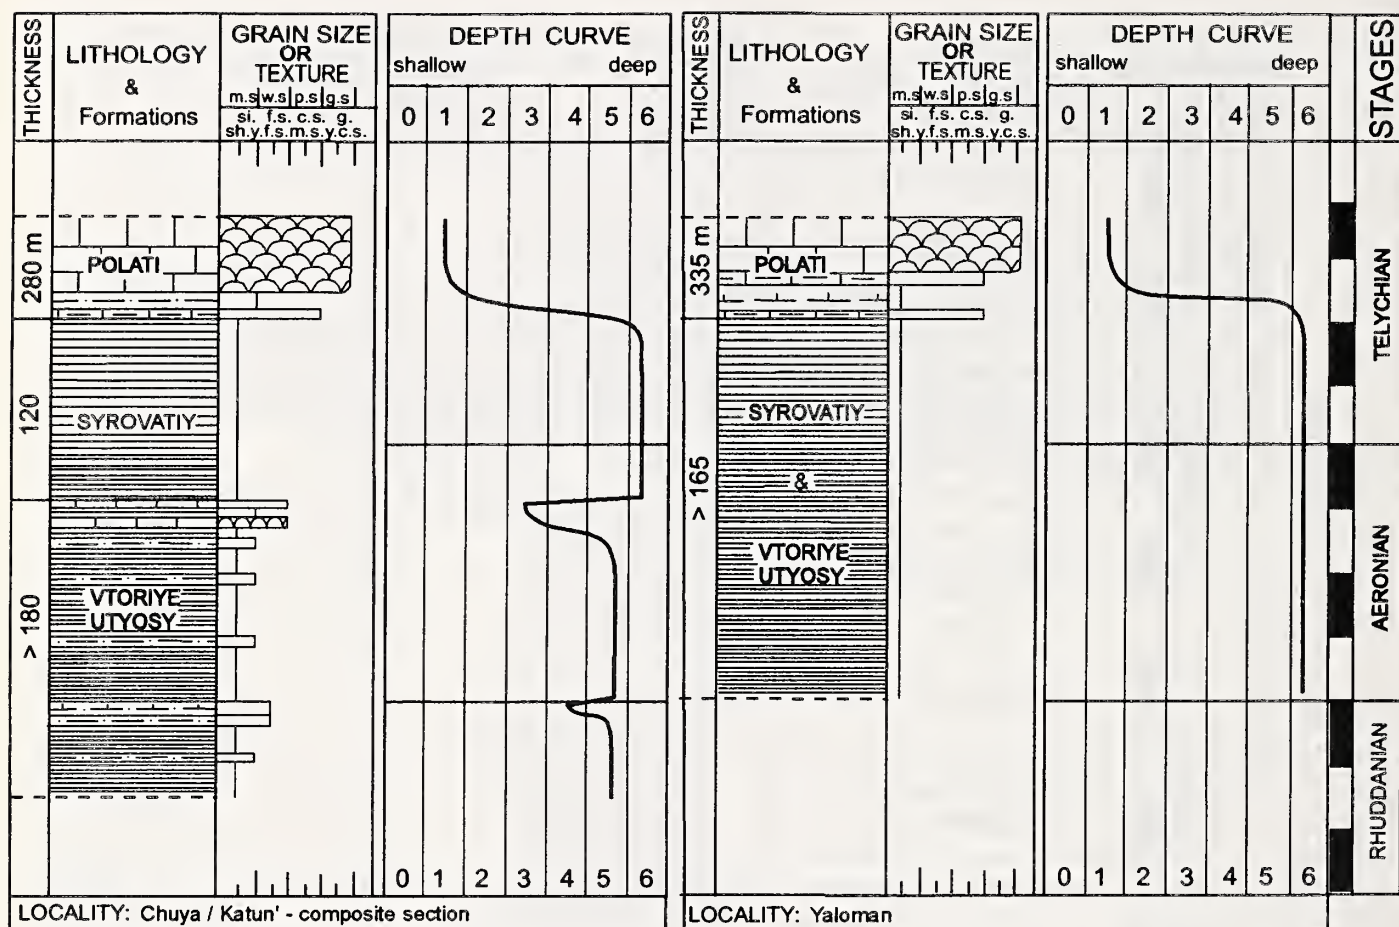 THICKNESS
LITHOLOGY
&
Formations
GRAIN SIZE
OR
TEXTURE
m.s w.s p.s g.s
si. f.s. c.s. g.
sh.y.f.s.m.s.y.c.s.
DEPTH CURVE
shallow deep
0 1 2 3 4 5 6
280 m
POLATI
120
SYROVATIY
> 180
VTORIYE
UTYOSY
0 1 2 3 4 5 6
LOCALITY: Chuya / Katun' - composite section
THICKNESS
LITHOLOGY
&
Formations
GRAIN SIZE
OR
TEXTURE
m.s w.s p.s g.s
si. f.s. c.s. g.
sh.y.f.s.m.s.y.c.s.
DEPTH CURVE
shallow deep
0 1 2 3 4 5 6
335 m
POLATI
> 165
SYROVATIY
&
VTORIYE
UTYOSY
0 1 2 3 4 5 6
LOCALITY: Yaloman
STAGES
TELYCHIAN
AERONIAN
RHUDDANIAN